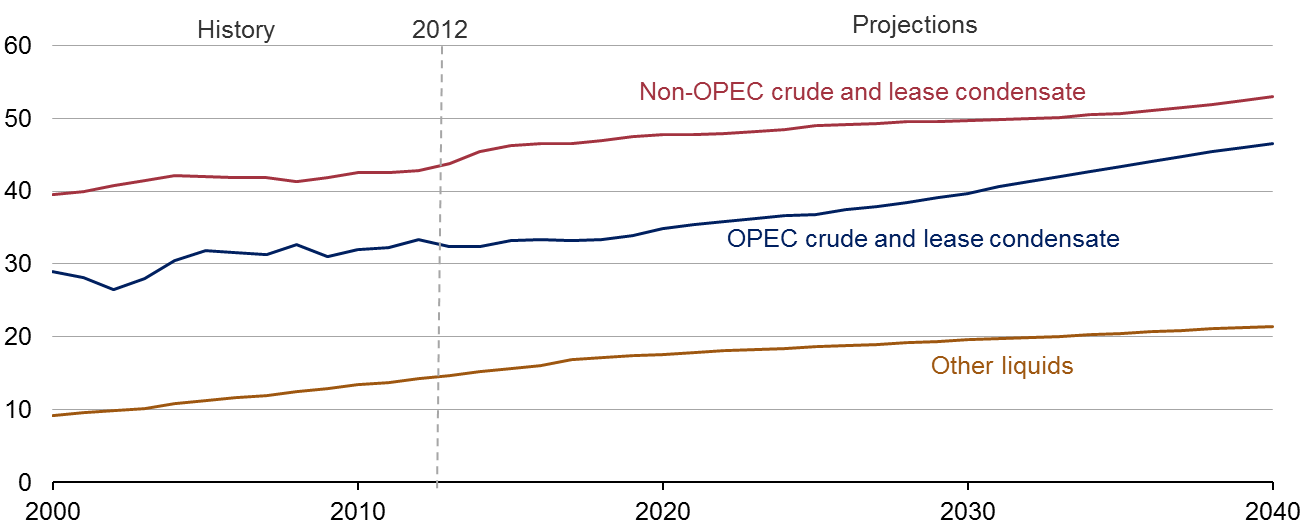 History
2012
Projections
60
Non-OPEC crude and lease condensate
50
40
OPEC crude and lease condensate
30
20
Other liquids
10
0
2000
2010
2020
2030
2040